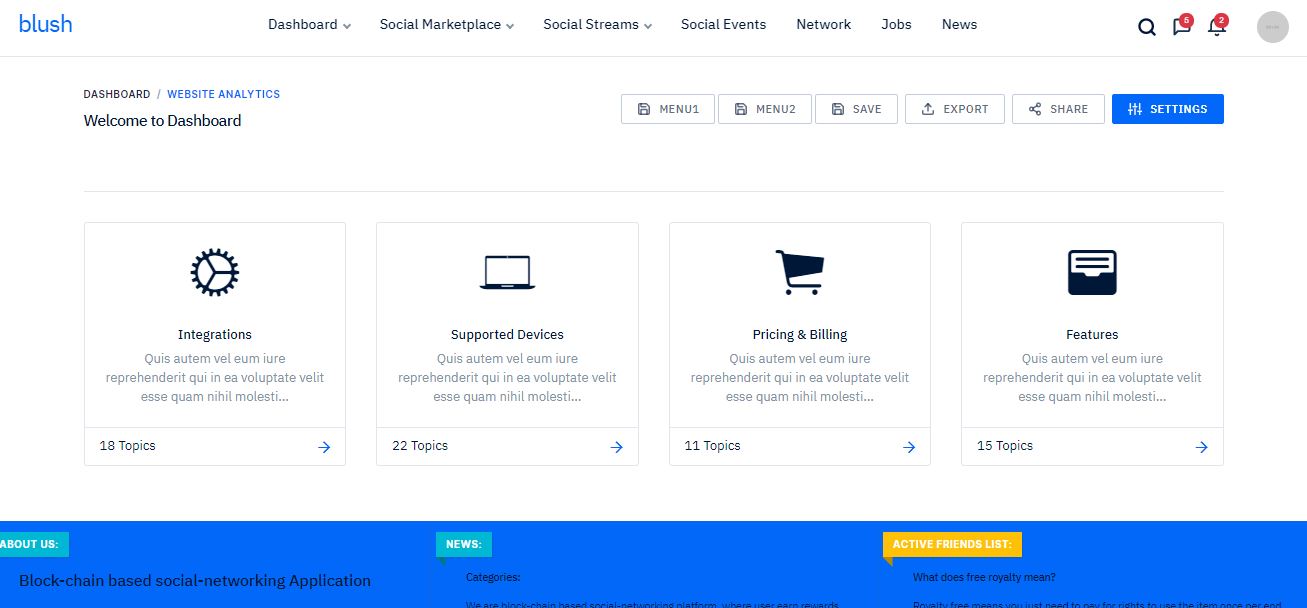 blush
Dashboard Social Marketplace Social Streams Social Events Network Jobs News 6 2
DASHBOARD / WEBSITE ANALYTICS
Welcome to Dashboard
MENU1 MENU2 SAVE EXPORT SHARE SETTINGS
Integrations
Quis autem vel eum iure
reprehenderit qui in ea voluptate velit
esse quam nihil molesti...
18 Topics
Supported Devices
Quis autem vel eum iure
reprehenderit qui in ea voluptate velit
esse quam nihil molesti...
22 Topics
Pricing & Billing
Quis autem vel eum iure
reprehenderit qui in ea voluptate velit
esse quam nihil molesti...
11 Topics
Features
Quis autem vel eum iure
reprehenderit qui in ea voluptate velit
esse quam nihil molesti...
15 Topics
ABOUT US:
Block-chain based social-networking Application
NEWS:
Categories:
We are block-chain based social-networking platform, where user earn rewards
ACTIVE FRIENDS LIST:
What does free royalty mean?
Royalty free means you just need to pay for rights to use the item once per end